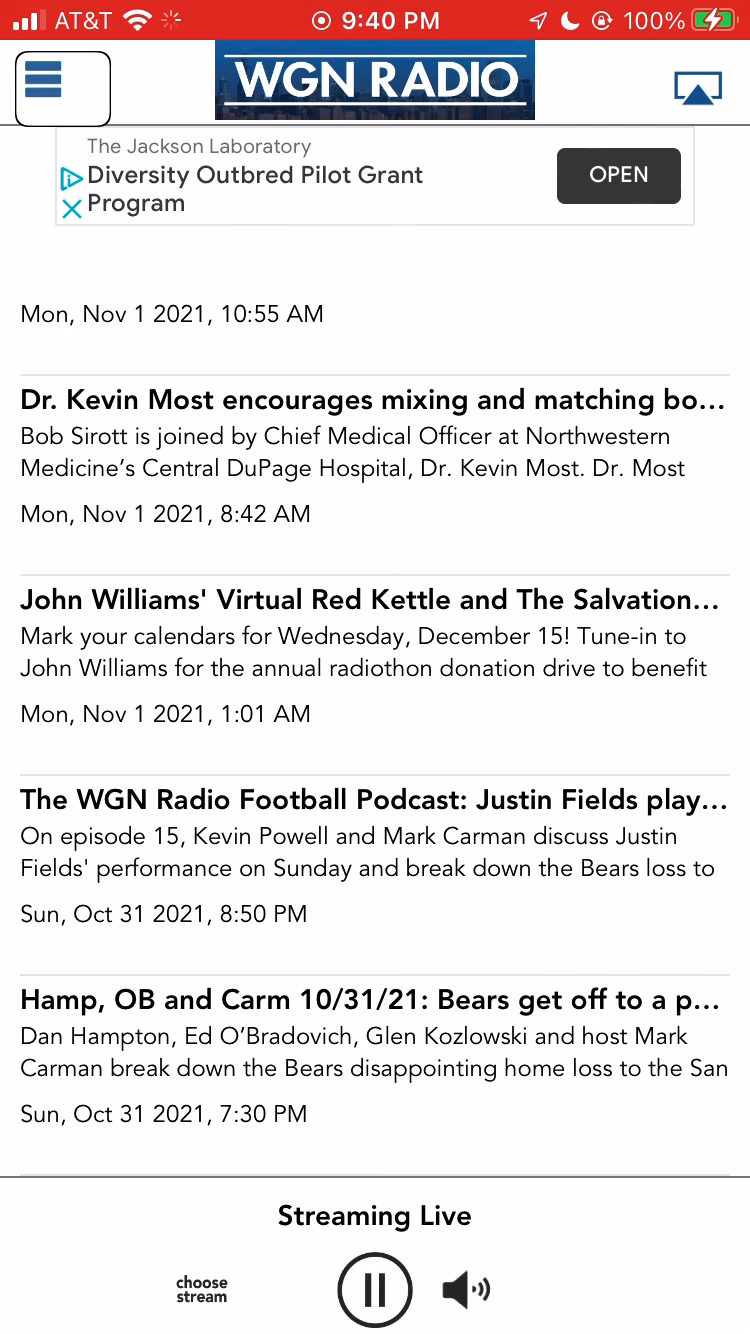 AT&T 9:40 PM 100%
WGN RADIO
The Jackson Laboratory
Diversity Outbred Pilot Grant
Program
OPEN
Mon, Nov 1 2021, 10:55 AM
Dr. Kevin Most encourages mixing and matching bo...
Bob Sirott is joined by Chief Medical Officer at Northwestern
Medicine’s Central DuPage Hospital, Dr. Kevin Most. Dr. Most
Mon, Nov 1 2021, 8:42 AM
John Williams' Virtual Red Kettle and The Salvation...
Mark your calendars for Wednesday, December 15! Tune-in to
John Williams for the annual radiothon donation drive to benefit
Mon, Nov 1 2021, 1:01 AM
The WGN Radio Football Podcast: Justin Fields play...
On episode 15, Kevin Powell and Mark Carman discuss Justin
Fields' performance on Sunday and break down the Bears loss to
Sun, Oct 31 2021, 8:50 PM
Hamp, OB and Carm 10/31/21: Bears get off to a p...
Dan Hampton, Ed O’Bradovich, Glen Kozlowski and host Mark
Carman break down the Bears disappointing home loss to the San
Sun, Oct 31 2021, 7:30 PM
Streaming Live
choose
stream